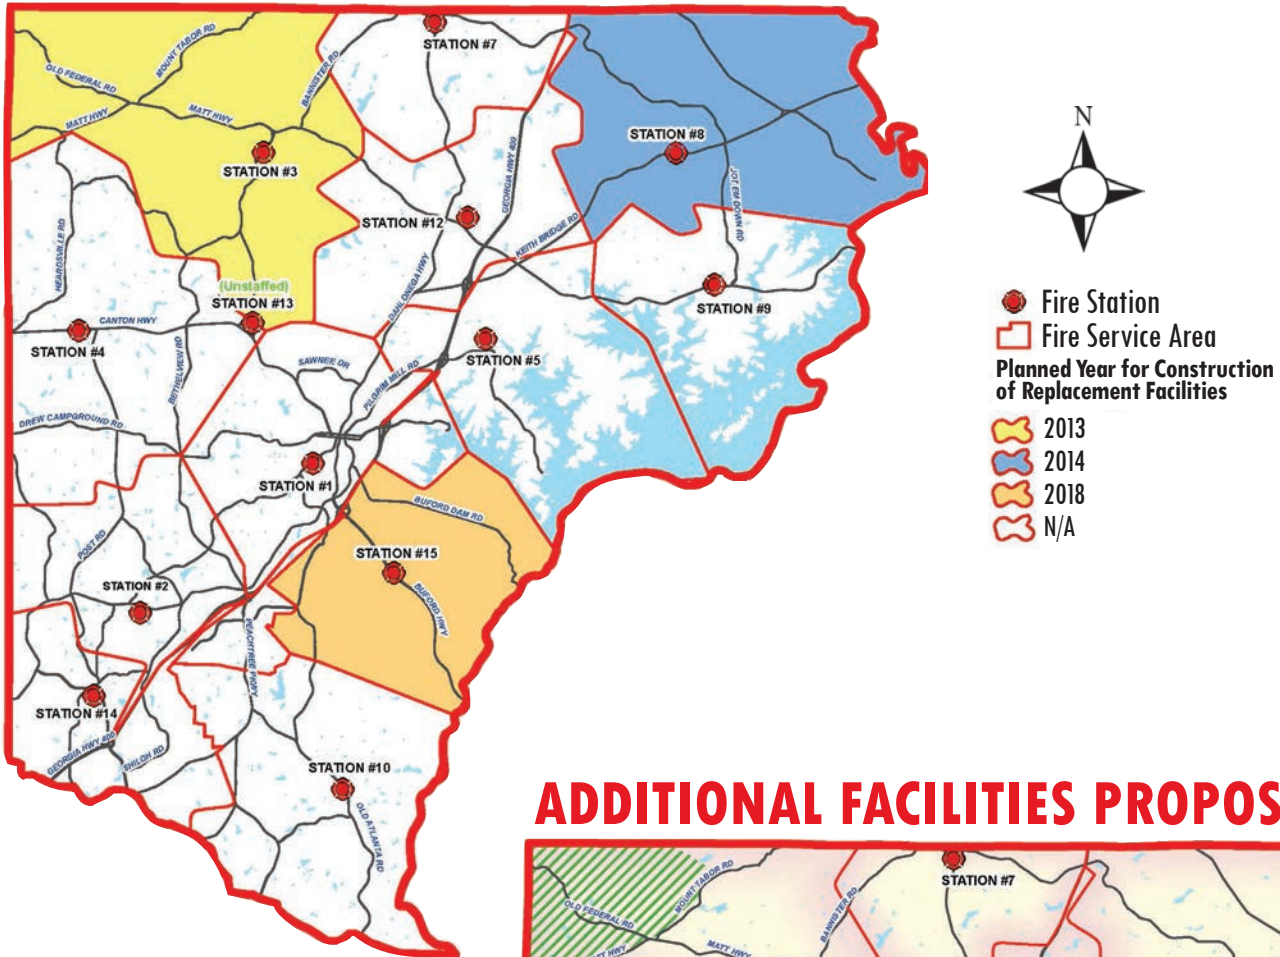 STATION #7
MOUNT TABOR RD
OLD FEDERAL RD
BANNISTER RD
MATT HWY
MATT HWY
STATION #3
STATION #8
GEORGIA HWY 400
JOT EM DOWN RD
STATION #12
KEITH BRIDGE RD
HEARDSVILLE RD
DAHLONEGA HWY
(Unstaffed)
STATION #13
STATION #9
CANTON HWY
STATION #4
BETHELVIEW RD
SAWNEE DR
STATION #5
PILGRIM MILL RD
DREW CAMPGROUND RD
STATION #1
BUFORD DAM RD
POST RD
STATION #15
STATION #2
BUFORD HWY
PEACHTREE PKWY
STATION #14
GEORGIA HWY 400
SHILOH RD
STATION #10
OLD ATLANTA RD
N
Fire Station
Fire Service Area
Planned Year for Construction
of Replacement Facilities
2013
2014
2018
N/A
ADDITIONAL FACILITIES PROPOS
MOUNT TABOR RD
STATION #7
OLD FEDERAL RD
BANNISTER RD
TT HWY
MATT HWY